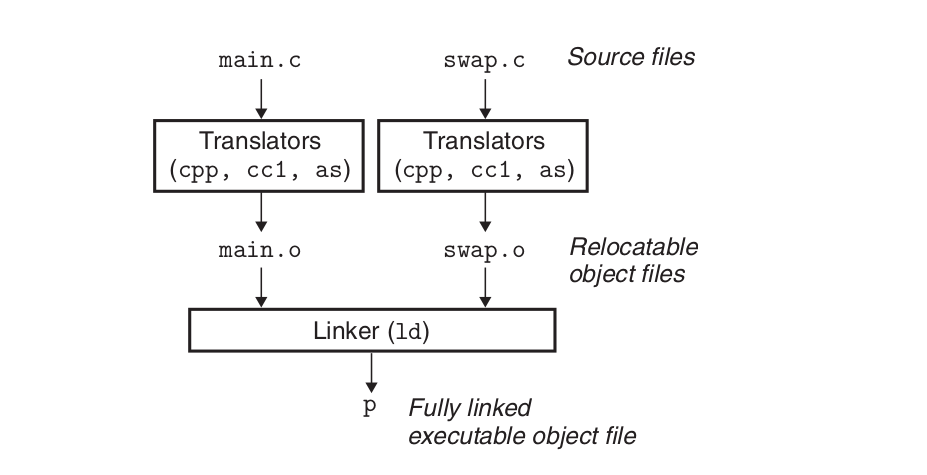 main.c swap.c Source files
Translators Translators
(cpp, cc1, as) (cpp, cc1, as)
main.o swap.o Relocatable
object files
Linker (ld)
p Fully linked
executable object file